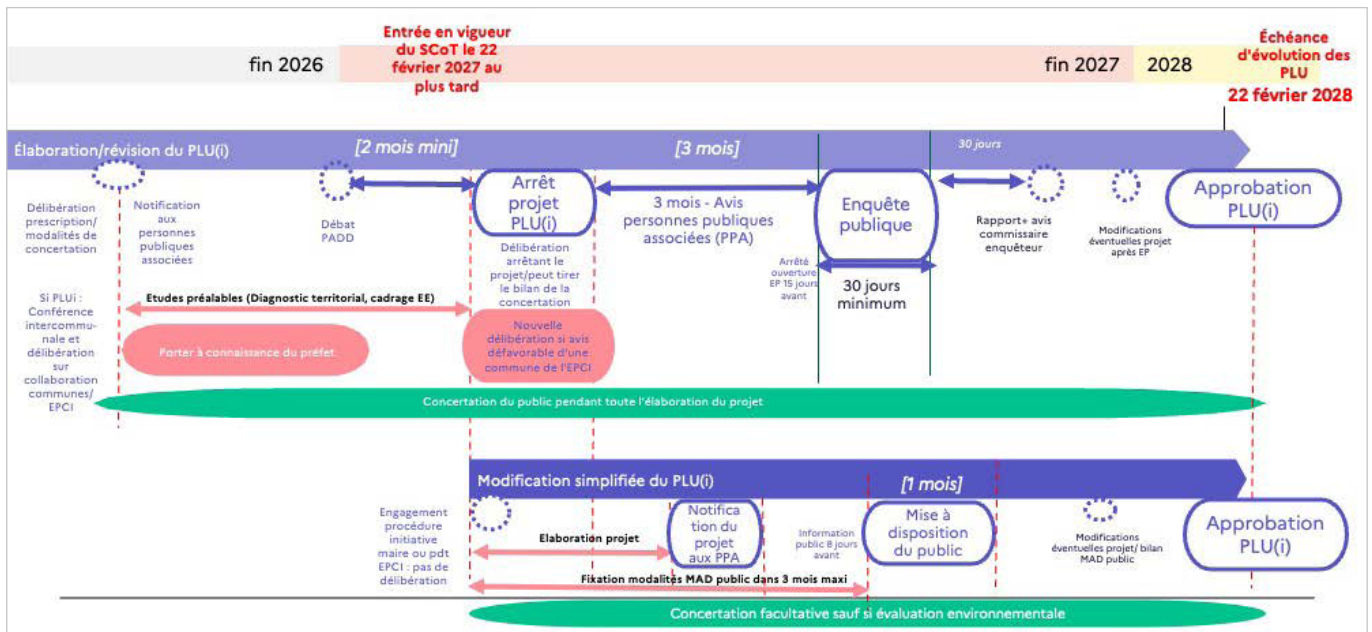 fin 2026
Entrée en vigueur
du SCoT le 22
février 2027 au
plus tard
fin 2027
2028
Échéance
d'évolution des
PLU
22 février 2028
Élaboration/révision du PLU(i)
[2 mois mini]
[3 mois]
30 jours
Délibération
prescription/
modalités de
concertation
Notification
aux
personnes
publiques
associées
Débat
PADD
Arrêt
projet
PLU(i)
3 mois - Avis
personnes publiques
associées (PPA)
Enquête
publique
Rapport+ avis
commissaire
enquêteur
Modifications
éventuelles projet
après EP
Approbation
PLU(i)
Délibération
arrêtant le
projet/peut tirer
le bilan de la
concertation
Arrêté
ouverture
EP 15 jours
avant
30 jours
minimum
Si PLUi :
Conférence
intercommu-
nale et
délibération
sur
collaboration
communes/
EPCI
Etudes préalables (Diagnostic territorial, cadrage EE)
Porter à connaissance du préfet
Nouvelle
délibération si avis
défavorable d'une
commune de l'EPCI
Concertation du public pendant toute l'élaboration du projet
Modification simplifiée du PLU(i)
[1 mois]
Engagement
procédure
initiative
maire ou pdt
EPCI : pas de
délibération
Elaboration projet
Notifica
tion du
projet
aux PPA
Information
public 8 jours
avant
Mise à
disposition
du public
Modifications
éventuelles projet/ bilan
MAD public
Approbation
PLU(i)
Fixation modalités MAD public dans 3 mois maxi
Concertation facultative sauf si évaluation environnementale